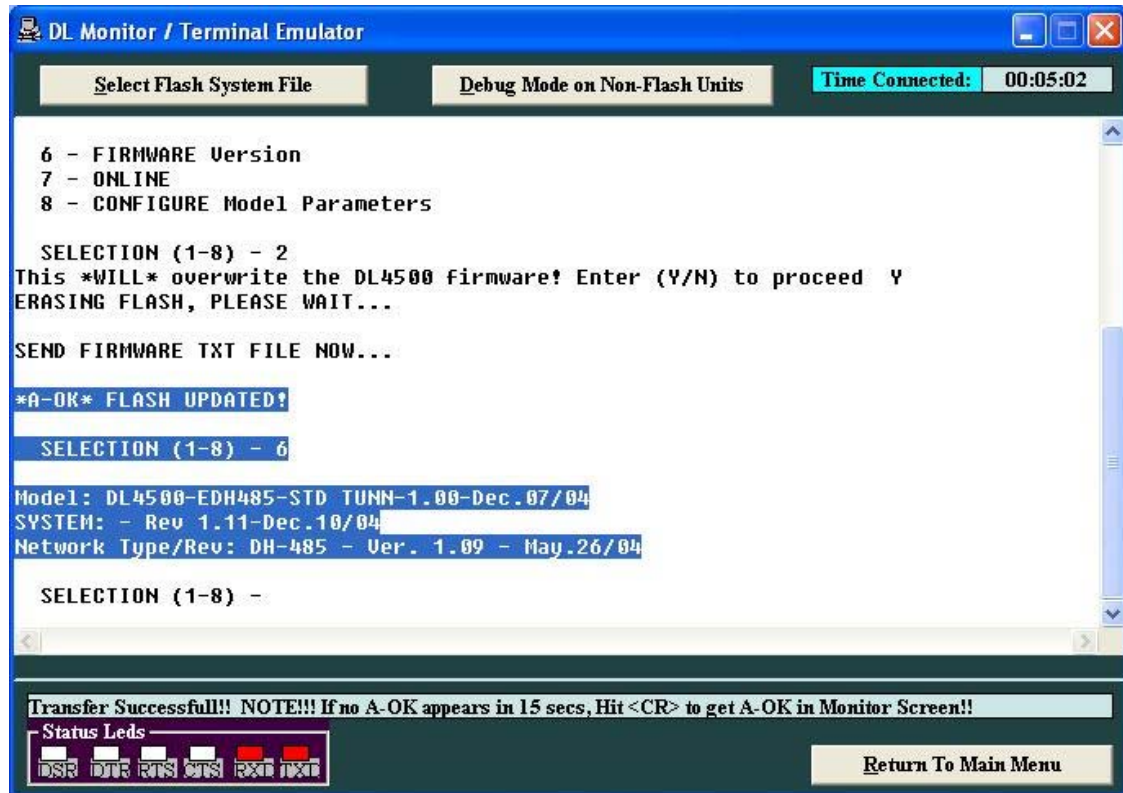 DL Monitor / Terminal Emulator
Select Flash System File
Debug Mode on Non-Flash Units
Time Connected: 00:05:02
6 - FIRMWARE Version
7 - ONLINE
8 - CONFIGURE Model Parameters
SELECTION (1-8) - 2
This *WILL* overwrite the DL4500 firmware! Enter (Y/N) to proceed Y
ERASING FLASH, PLEASE WAIT...
SEND FIRMWARE TXT FILE NOW...
*A-OK* FLASH UPDATED!
SELECTION (1-8) - 6
Model: DL4500-EDH485-STD TUNN-1.00-Dec.07/04
SYSTEM: - Rev 1.11-Dec.10/04
Network Type/Rev: DH-485 - Ver. 1.09 - May.26/04
SELECTION (1-8) -
Transfer Successfull!! NOTE!!! If no A-OK appears in 15 secs, Hit <CR> to get A-OK in Monitor Screen!!
Status Leds
DSR DTR RTS CTS RXD TXD
Return To Main Menu